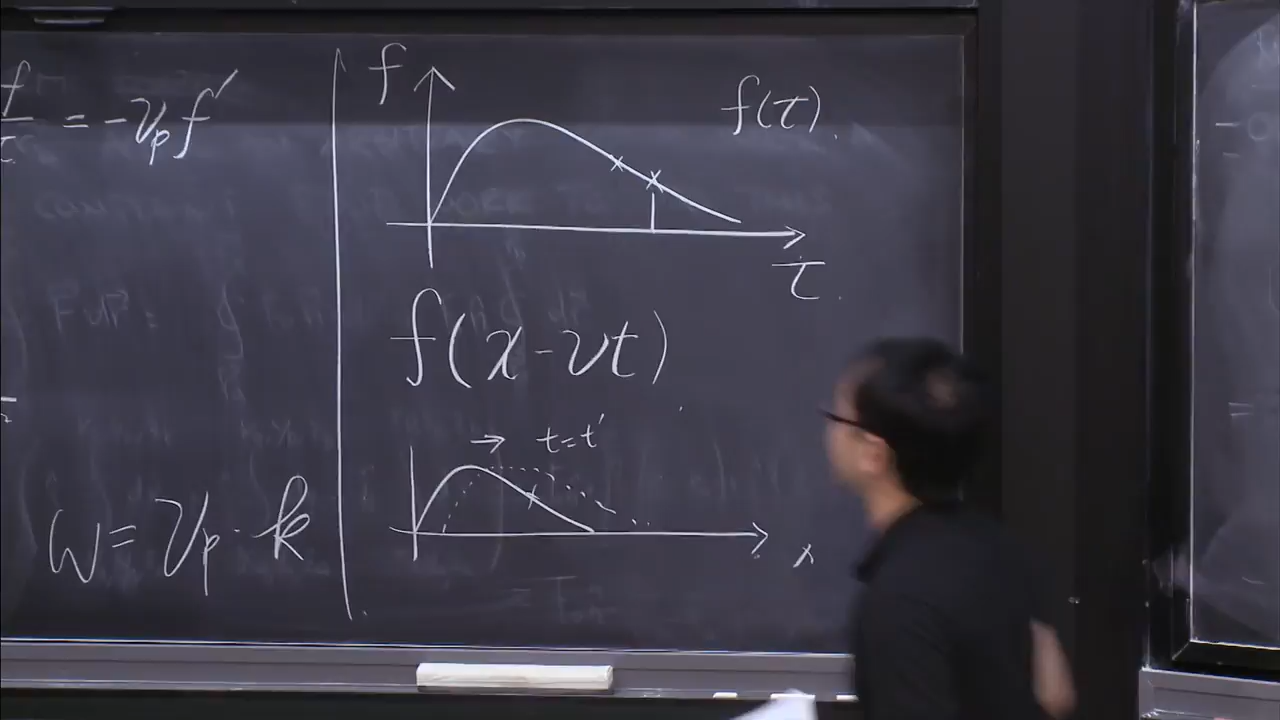 f/τ = -v_p f'
ω = v_p · k
f
f(τ)
τ
f(x-vt)
→ t=t'
x